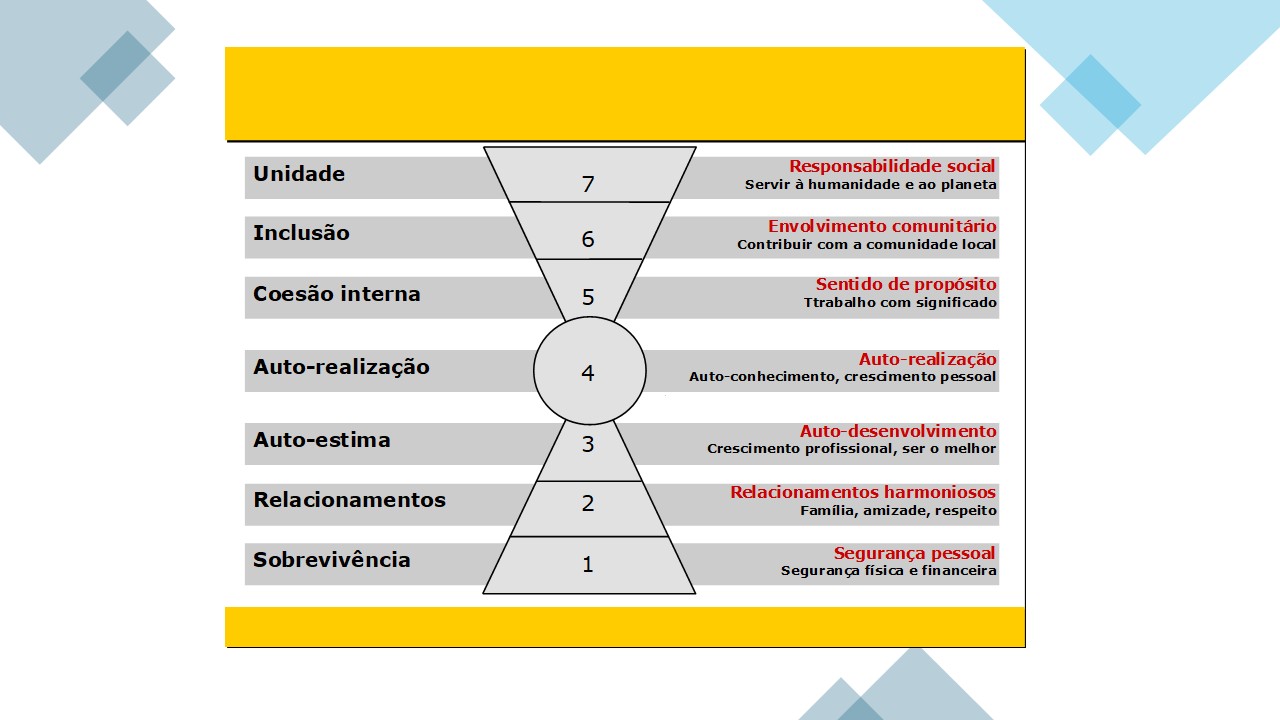 Unidade
7
Responsabilidade social
Servir à humanidade e ao planeta
Inclusão
6
Envolvimento comunitário
Contribuir com a comunidade local
Coesão interna
5
Sentido de propósito
Ttrabalho com significado
Auto-realização
4
Auto-realização
Auto-conhecimento, crescimento pessoal
Auto-estima
3
Auto-desenvolvimento
Crescimento profissional, ser o melhor
Relacionamentos
2
Relacionamentos harmoniosos
Família, amizade, respeito
Sobrevivência
1
Segurança pessoal
Segurança física e financeira